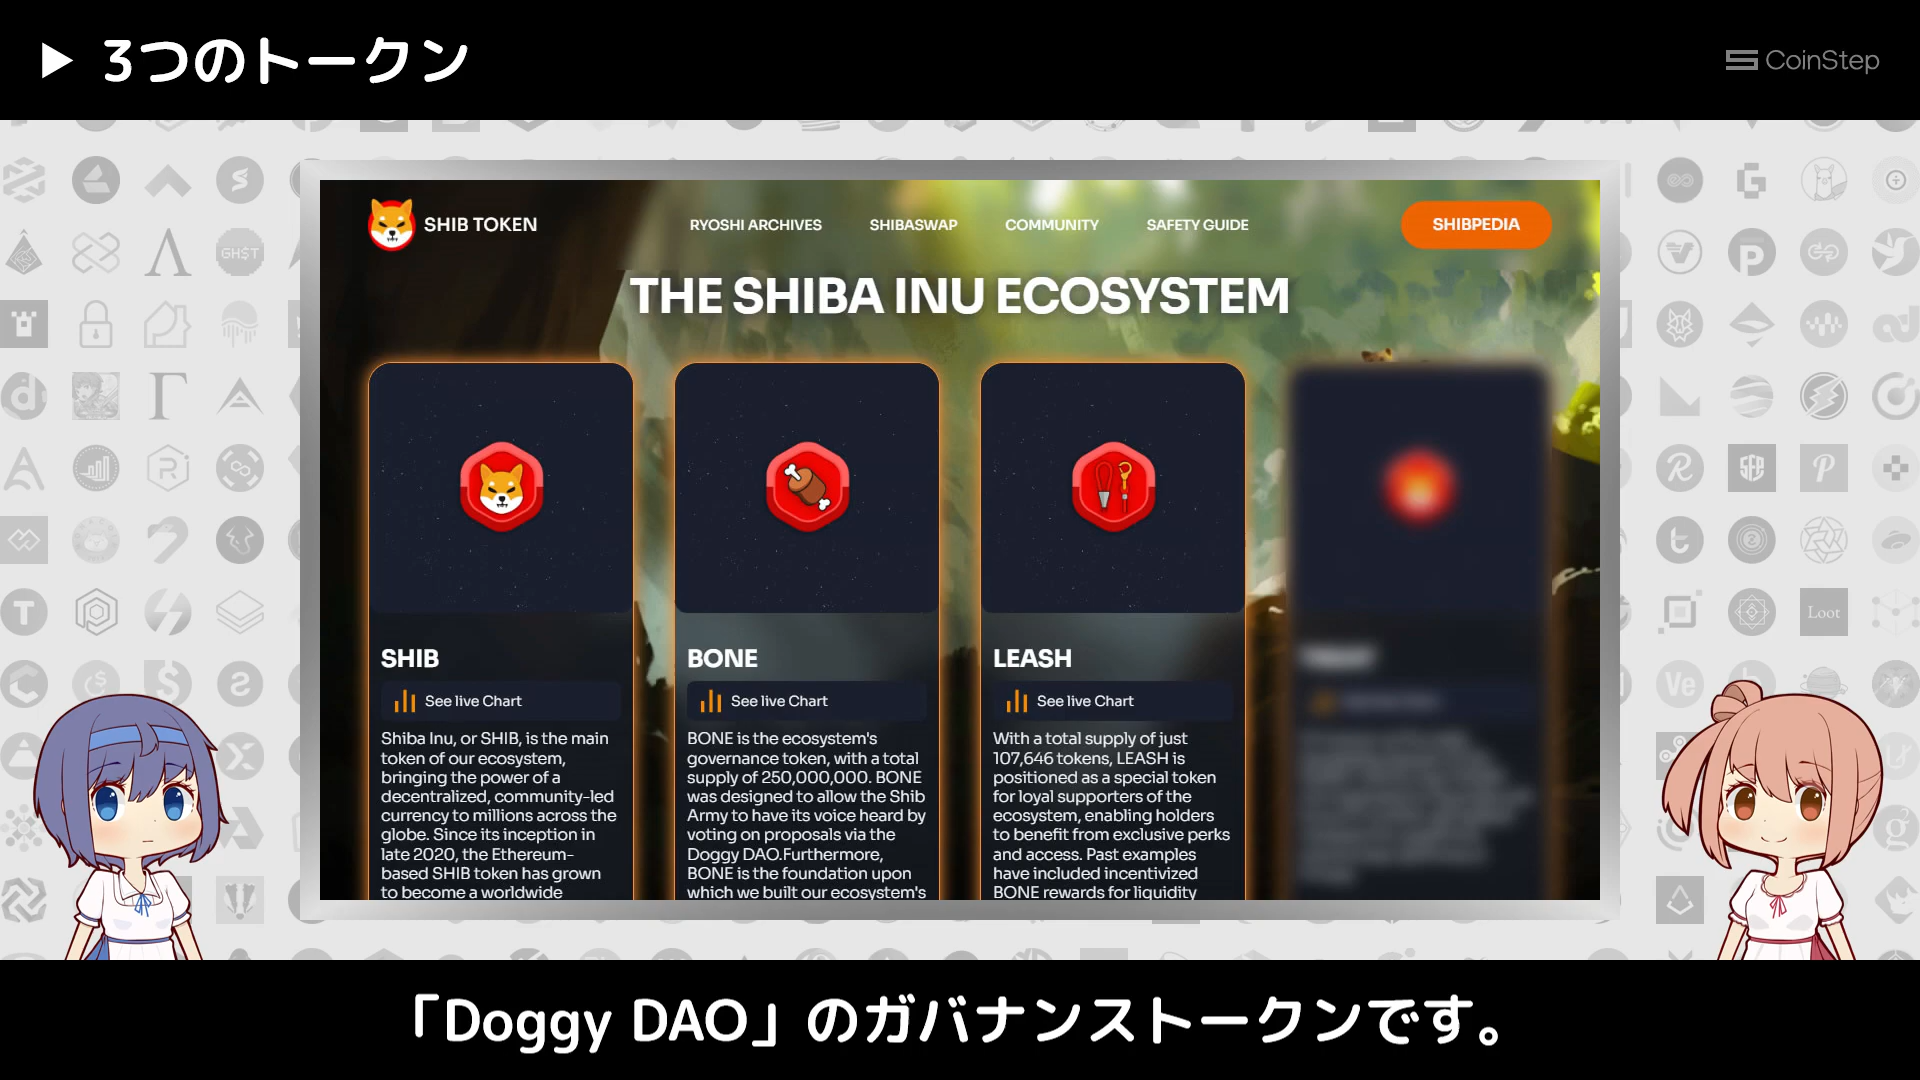 ▶ 3つのトークン
CoinStep
SHIB TOKEN
RYOSHI ARCHIVES
SHIBASWAP
COMMUNITY
SAFETY GUIDE
SHIBPEDIA
THE SHIBA INU ECOSYSTEM
SHIB
See live Chart
Shiba Inu, or SHIB, is the main
token of our ecosystem,
bringing the power of a
decentralized, community-led
currency to millions across the
globe. Since its inception in
late 2020, the Ethereum-
based SHIB token has grown
to become a worldwide
BONE
See live Chart
BONE is the ecosystem's
governance token, with a total
supply of 250,000,000. BONE
was designed to allow the Shib
Army to have its voice heard by
voting on proposals via the
Doggy DAO.Furthermore,
BONE is the foundation upon
which we built our ecosystem's
LEASH
See live Chart
With a total supply of just
107,646 tokens, LEASH is
positioned as a special token
for loyal supporters of the
ecosystem, enabling holders
to benefit from exclusive perks
and access. Past examples
have included incentivized
BONE rewards for liquidity
GH$T
Loot
SFP
Ve
「Doggy DAO」のガバナンストークンです。